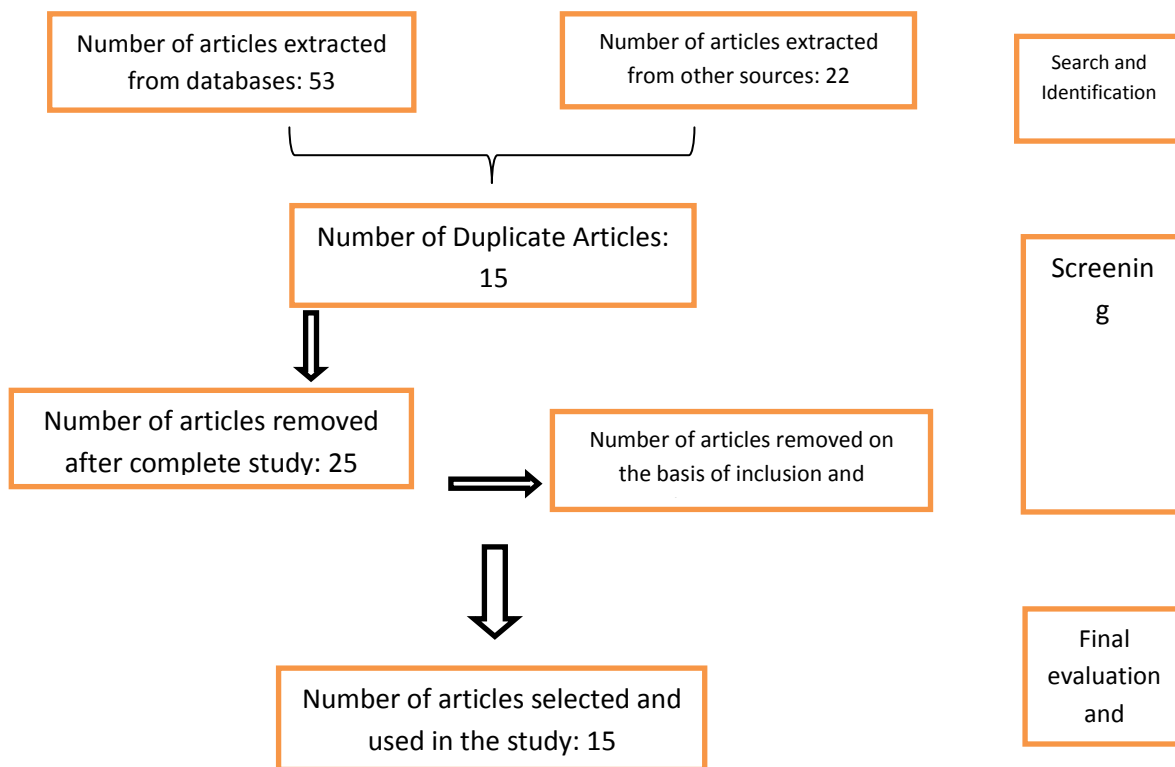 Number of articles extracted
from databases: 53
Number of articles extracted
from other sources: 22
Search and
Identification
Number of Duplicate Articles:
15
Screenin
g
Number of articles removed
after complete study: 25
Number of articles removed on
the basis of inclusion and
Number of articles selected and
used in the study: 15
Final
evaluation
and